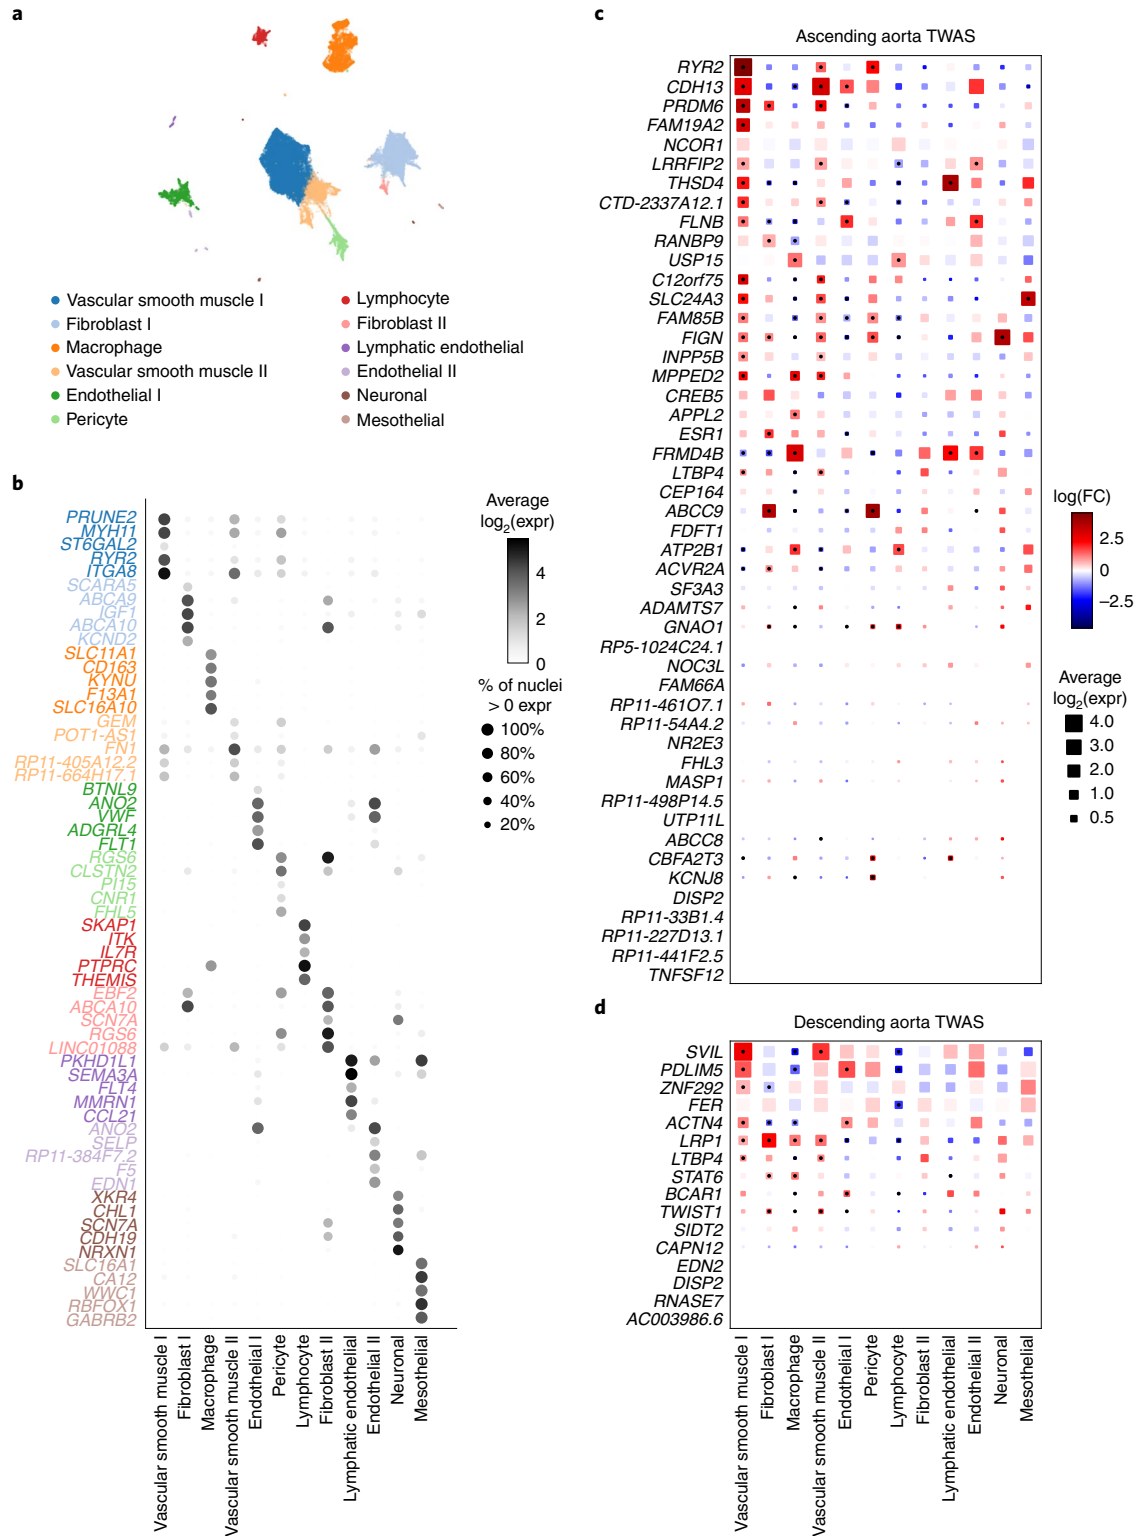 a
Vascular smooth muscle I
Fibroblast I
Macrophage
Vascular smooth muscle II
Endothelial I
Pericyte
Lymphocyte
Fibroblast II
Lymphatic endothelial
Endothelial II
Neuronal
Mesothelial
b
PRUNE2
MYH11
ST6GAL2
RYR2
ITGA8
SCARA5
ABCA9
IGF1
ABCA10
KCND2
SLC11A1
CD163
KYNU
F13A1
SLC16A10
GEM
POT1-AS1
FN1
RP11-405A12.2
RP11-664H17.1
BTNL9
ANO2
VWF
ADGRL4
FLT1
RGS6
CLSTN2
PI15
CNR1
FHL5
SKAP1
ITK
IL7R
PTPRC
THEMIS
EBF2
ABCA10
SCN7A
RGS6
LINC01088
PKHD1L1
SEMA3A
FLT4
MMRN1
CCL21
ANO2
SELP
RP11-384F7.2
F5
EDN1
XKR4
CHL1
SCN7A
CDH19
NRXN1
SLC16A1
CA12
WWC1
RBFOX1
GABRB2
Vascular smooth muscle I
Fibroblast I
Macrophage
Vascular smooth muscle II
Endothelial I
Pericyte
Lymphocyte
Fibroblast II
Lymphatic endothelial
Endothelial II
Neuronal
Mesothelial
Average
log2(expr)
4
2
0
% of nuclei
> 0 expr
100%
80%
60%
40%
20%
c
Ascending aorta TWAS
RYR2
CDH13
PRDM6
FAM19A2
NCOR1
LRRFIP2
THSD4
CTD-2337A12.1
FLNB
RANBP9
USP15
C12orf75
SLC24A3
FAM85B
FIGN
INPP5B
MPPED2
CREB5
APPL2
ESR1
FRMD4B
LTBP4
CEP164
ABCC9
FDFT1
ATP2B1
ACVR2A
SF3A3
ADAMTS7
GNAO1
RP5-1024C24.1
NOC3L
FAM66A
RP11-461O7.1
RP11-54A4.2
NR2E3
FHL3
MASP1
RP11-498P14.5
UTP11L
ABCC8
CBFA2T3
KCNJ8
DISP2
RP11-33B1.4
RP11-227D13.1
RP11-441F2.5
TNFSF12
log(FC)
2.5
0
−2.5
Average
log2(expr)
4.0
3.0
2.0
1.0
0.5
d
Descending aorta TWAS
SVIL
PDLIM5
ZNF292
FER
ACTN4
LRP1
LTBP4
STAT6
BCAR1
TWIST1
SIDT2
CAPN12
EDN2
DISP2
RNASE7
AC003986.6
Vascular smooth muscle I
Fibroblast I
Macrophage
Vascular smooth muscle II
Endothelial I
Pericyte
Lymphocyte
Fibroblast II
Lymphatic endothelial
Endothelial II
Neuronal
Mesothelial